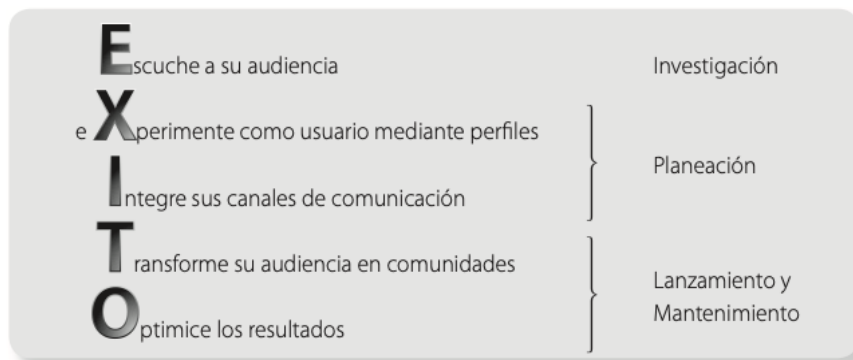 Escuche a su audiencia
Investigación
e Xperimente como usuario mediante perfiles
Integre sus canales de comunicación
Planeación
Transforme su audiencia en comunidades
Optimice los resultados
Lanzamiento y
Mantenimiento